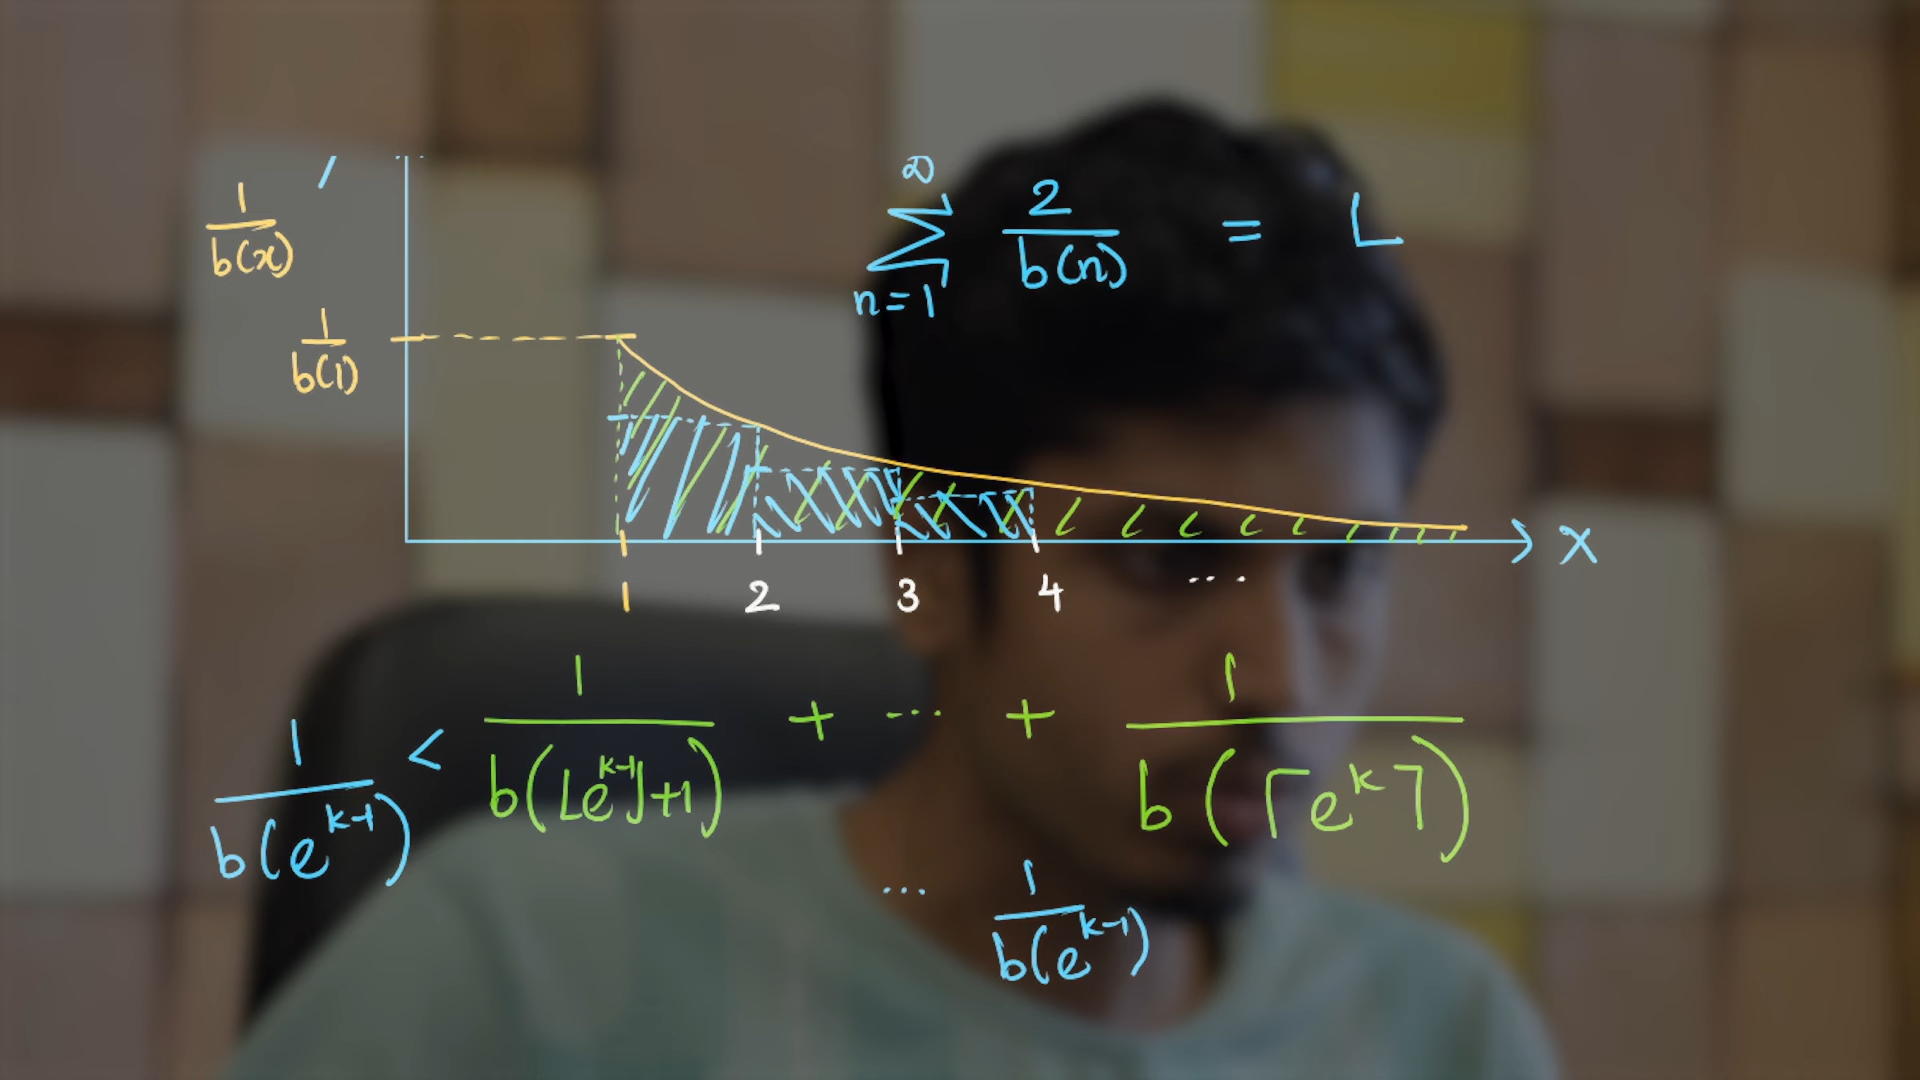 1/b(x)
∞
∑ 2/b(n) = L
n=1
1/b(1)
x
1 2 3 4 ...
1/b(e^{k-1}) < 1/b(⌊e^{k-1}⌋+1) + ... + 1/b(⌈e^k⌉)
... 1/b(e^{k-1})